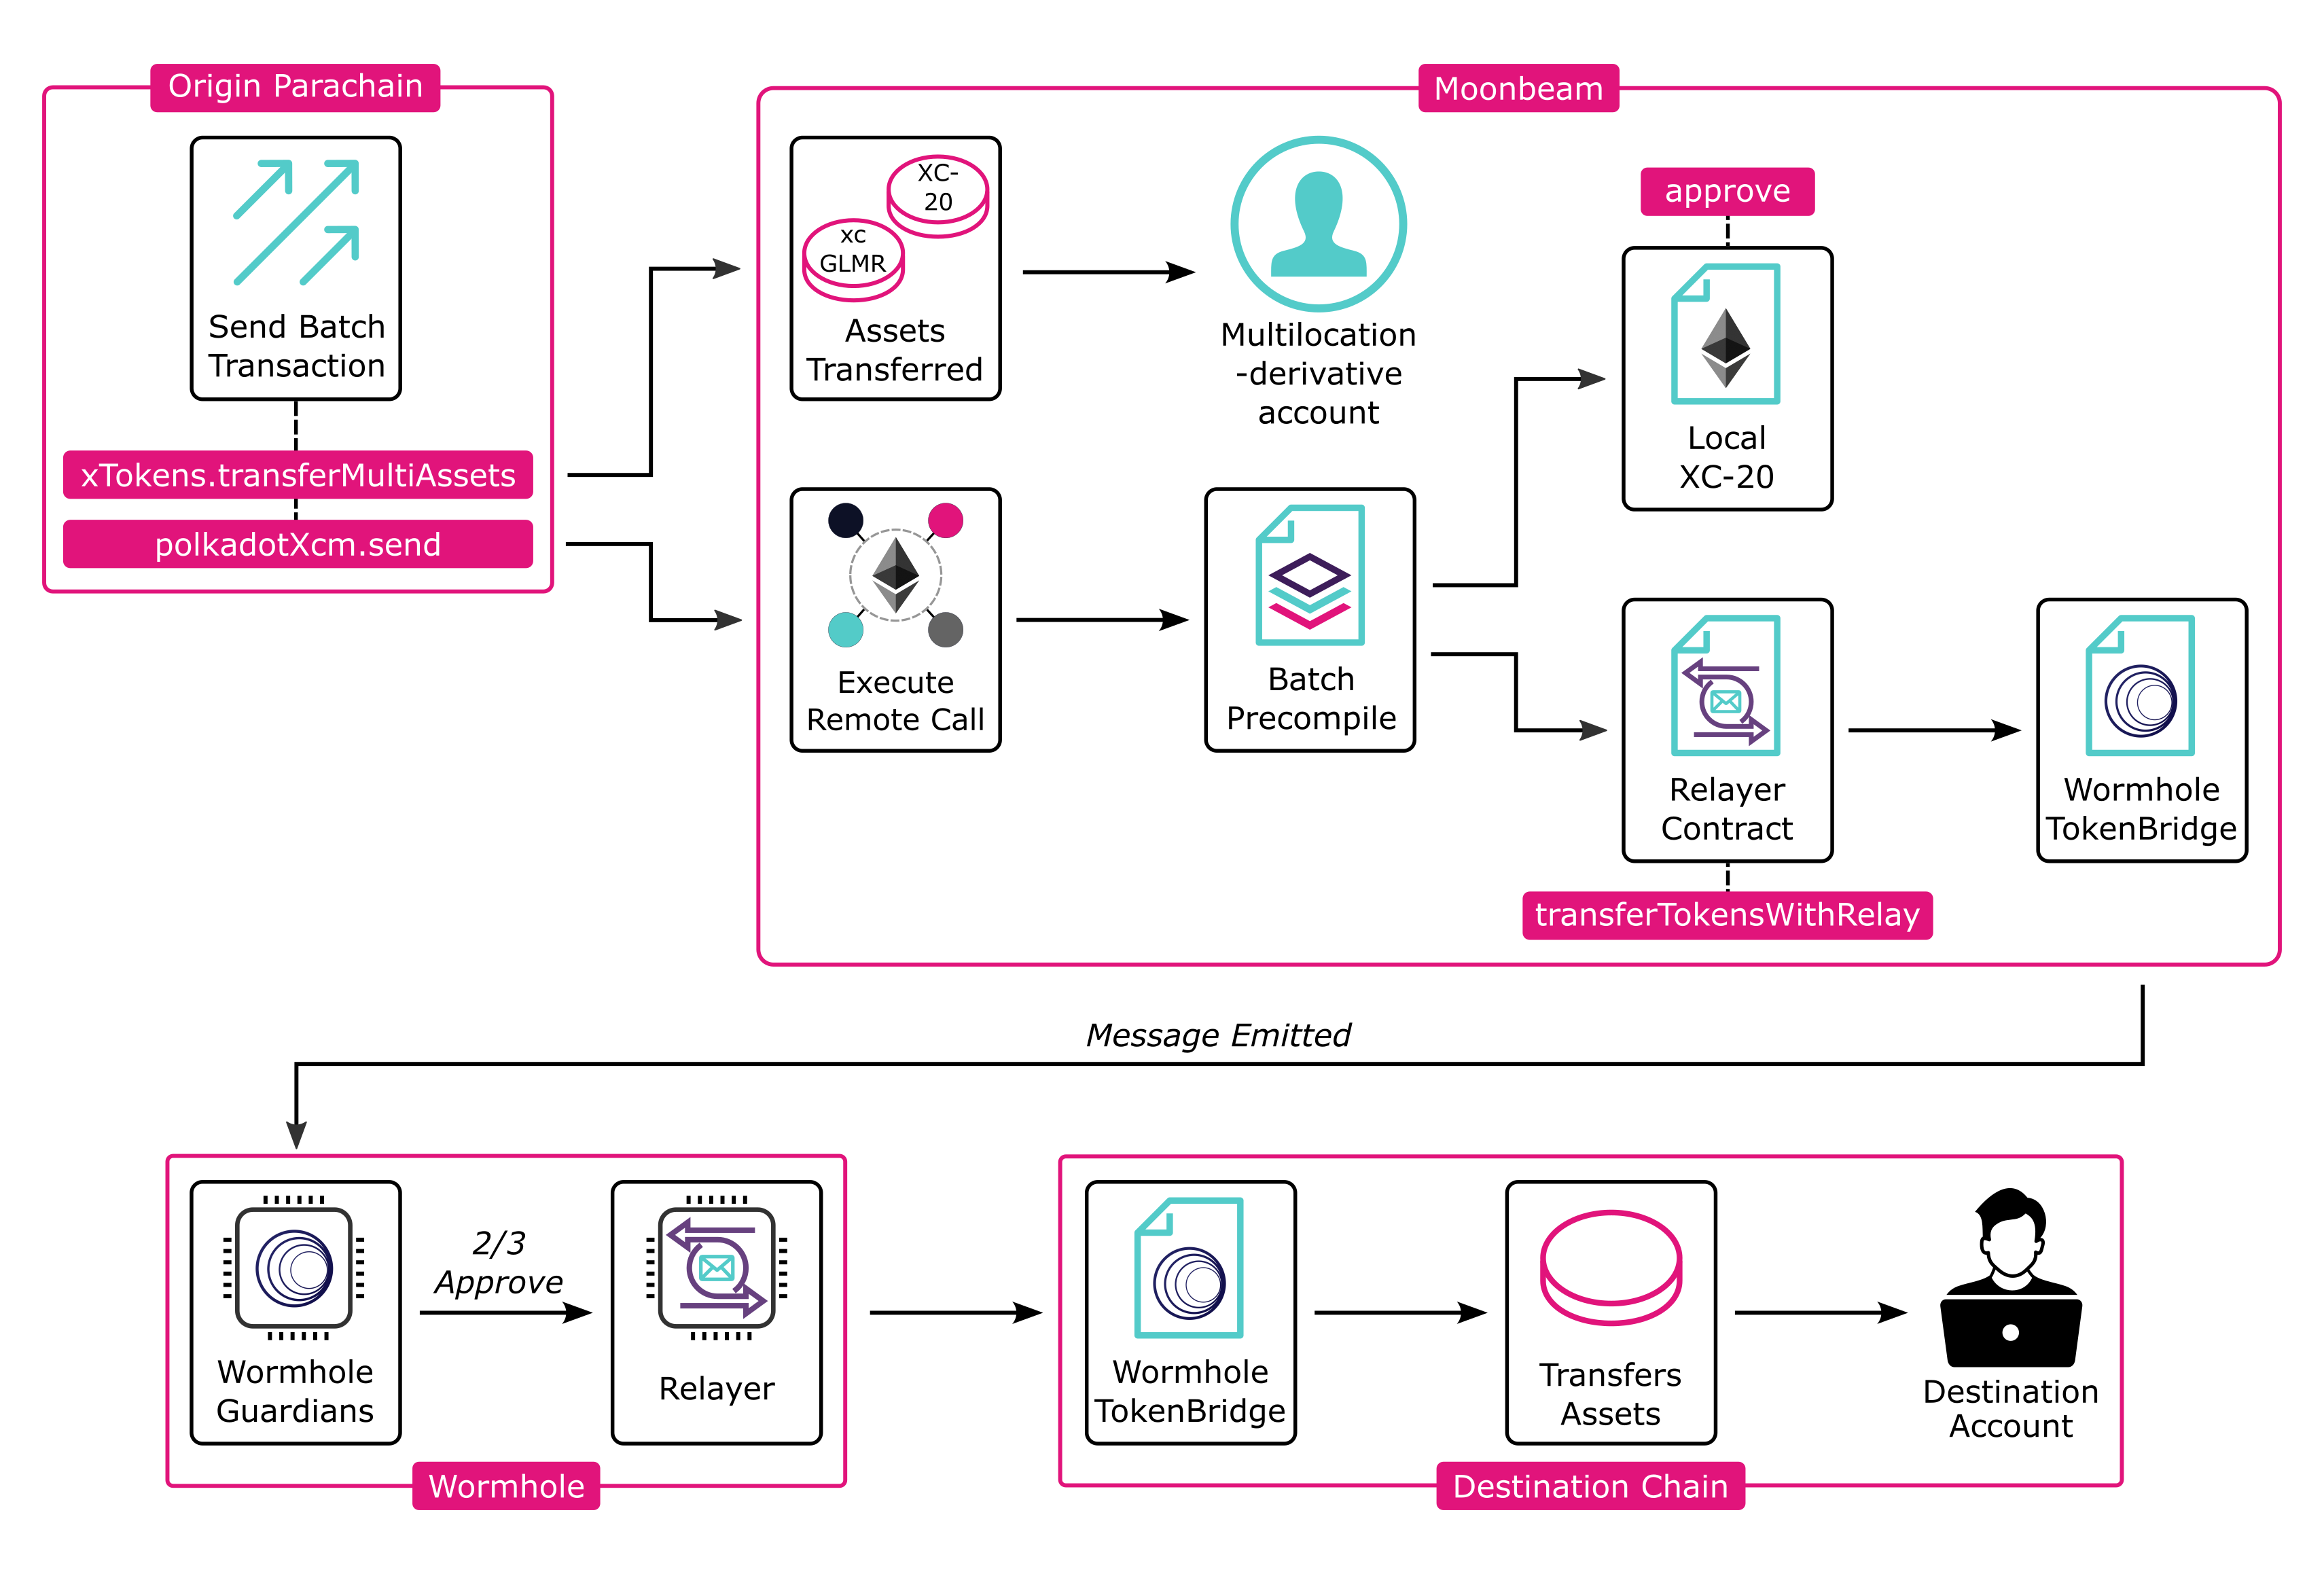 Origin Parachain
Send Batch
Transaction
xTokens.transferMultiAssets
polkadotXcm.send
Moonbeam
XC-
20
xc
GLMR
Assets
Transferred
Multilocation
-derivative
account
approve
Local
XC-20
Execute
Remote Call
Batch
Precompile
Relayer
Contract
transferTokensWithRelay
Wormhole
TokenBridge
Message Emitted
Wormhole
Guardians
2/3
Approve
Relayer
Wormhole
Wormhole
TokenBridge
Transfers
Assets
Destination
Account
Destination Chain